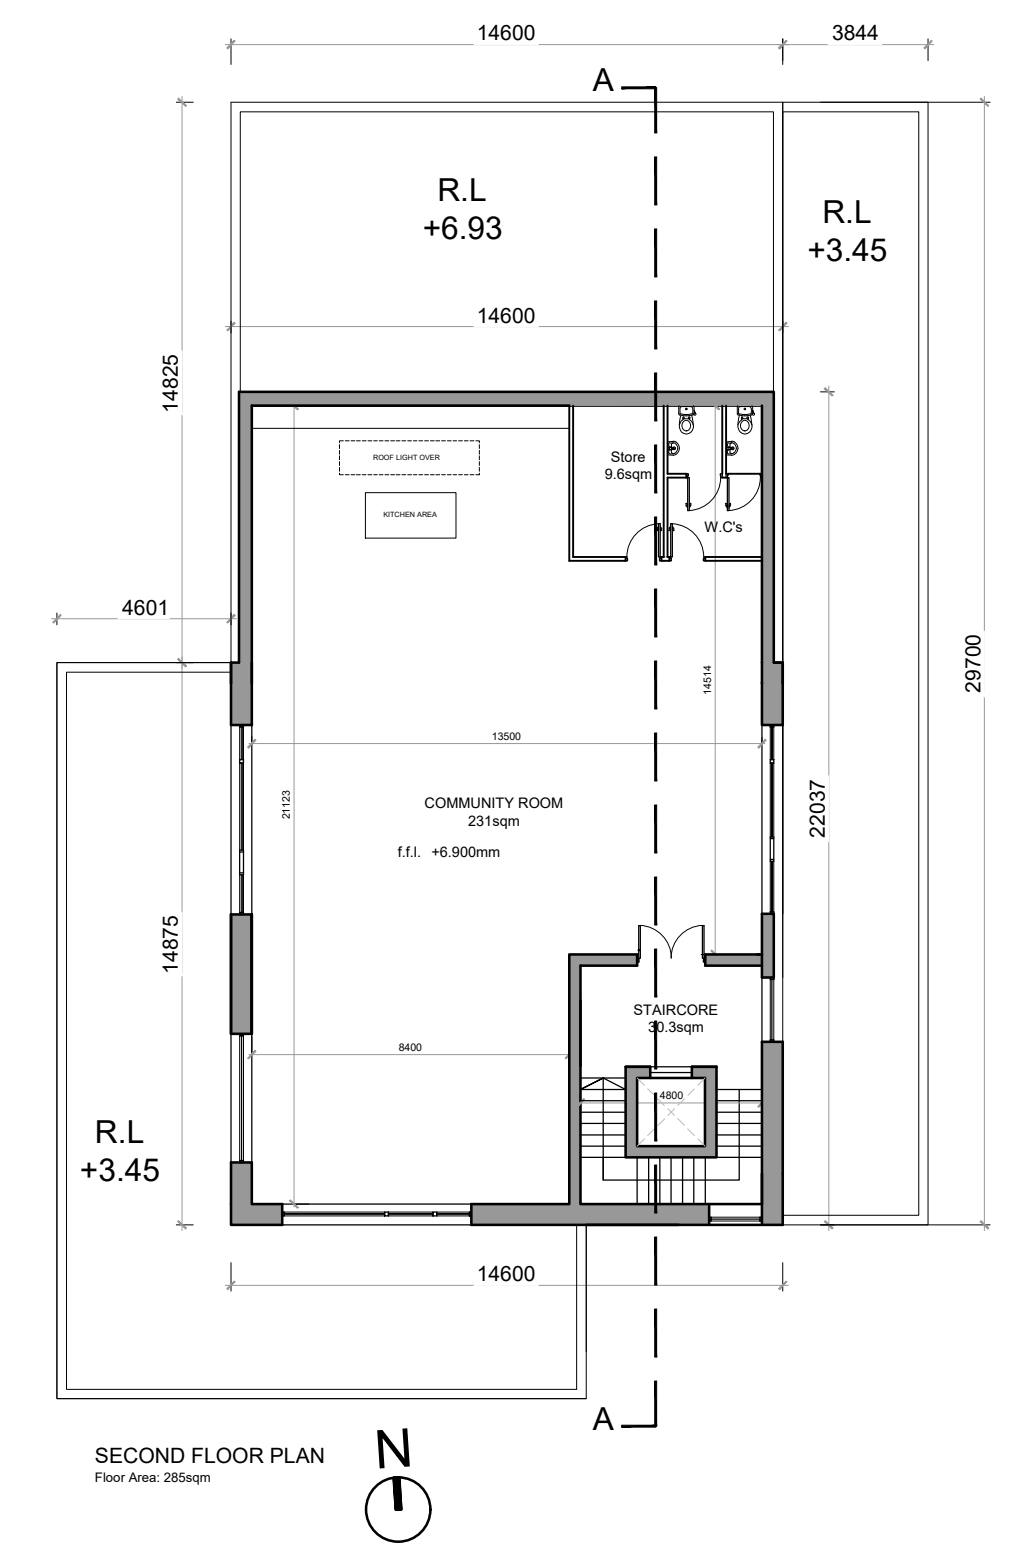 14600
3844
A
R.L
+6.93
R.L
+3.45
14600
14825
ROOF LIGHT OVER
KITCHEN AREA
Store
9.6sqm
W.C's
4601
14514
29700
13500
21123
COMMUNITY ROOM
231sqm
f.f.l. +6.900mm
22037
14875
STAIRCORE
30.3sqm
8400
4800
R.L
+3.45
14600
A
N
SECOND FLOOR PLAN
Floor Area: 285sqm